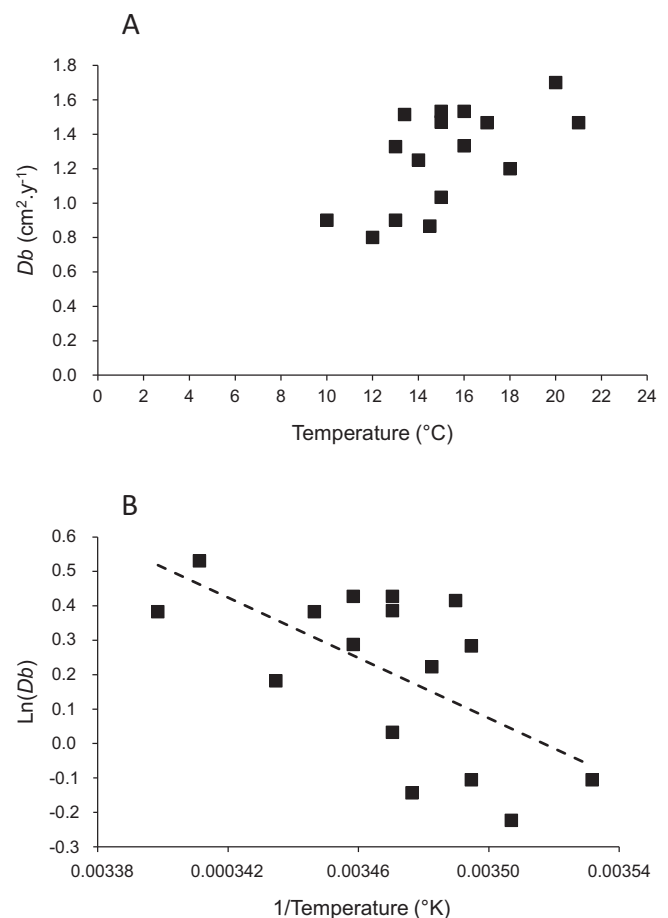 A
1.8
1.6
1.4
1.2
1.0
0.8
0.6
0.4
0.2
0.0
Db (cm².y⁻¹)
0 2 4 6 8 10 12 14 16 18 20 22 24
Temperature (°C)
B
0.6
0.5
0.4
0.3
0.2
0.1
0.0
-0.1
-0.2
-0.3
Ln(Db)
0.00338 0.000342 0.00346 0.00350 0.00354
1/Temperature (°K)